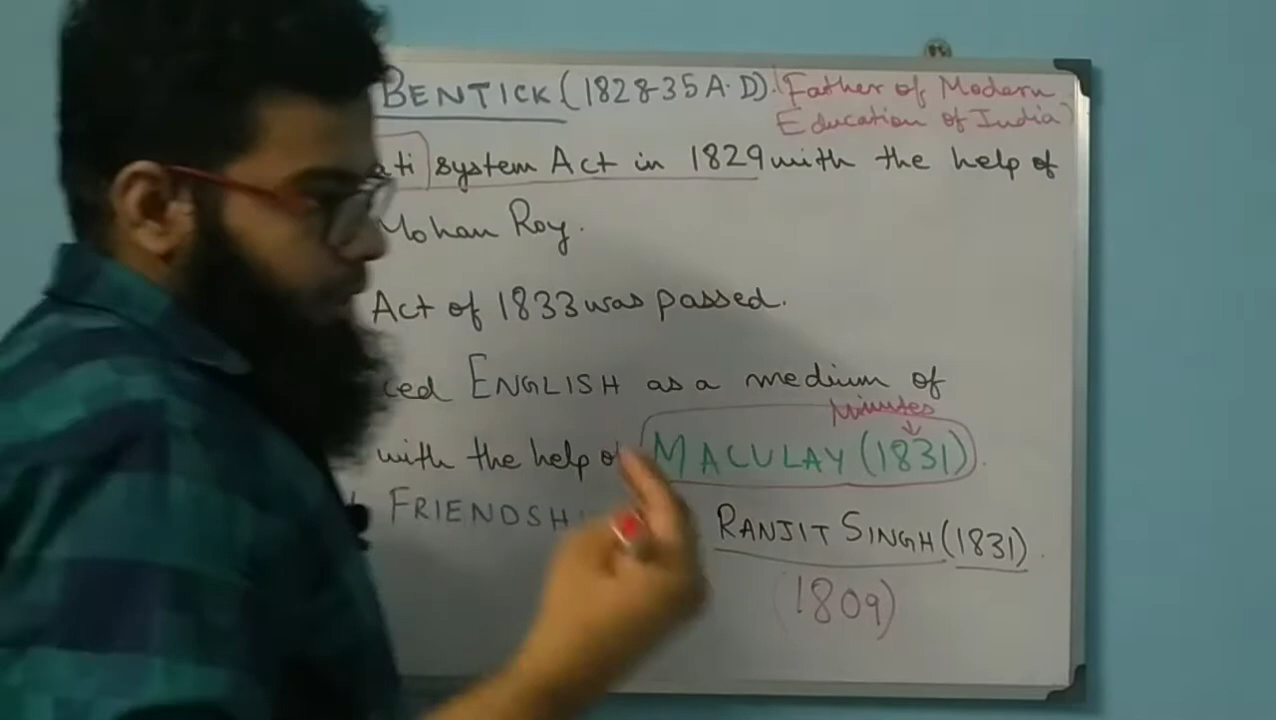 BENTICK (1828-35 A.D). (Father of Modern
Education of India)
ati system Act in 1829 with the help of
Mohan Roy.
Act of 1833 was passed.
ced ENGLISH as a medium of
Minutes
with the help of MACULAY (1831).
FRIENDSH RANJIT SINGH (1831).
1809)